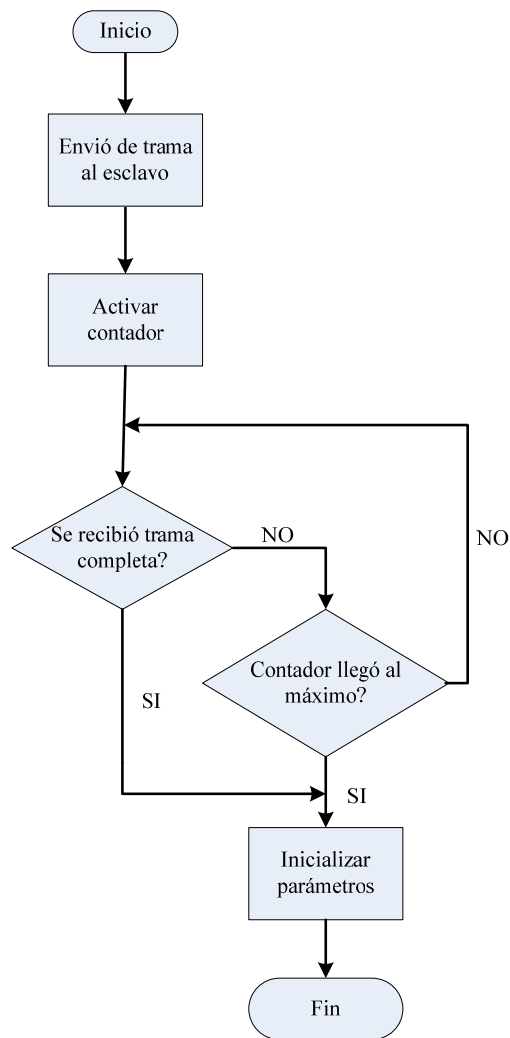 Inicio
Envió de trama
al esclavo
Activar
contador
Se recibió trama
completa?
NO
NO
Contador llegó al
máximo?
SI
SI
Inicializar
parámetros
Fin